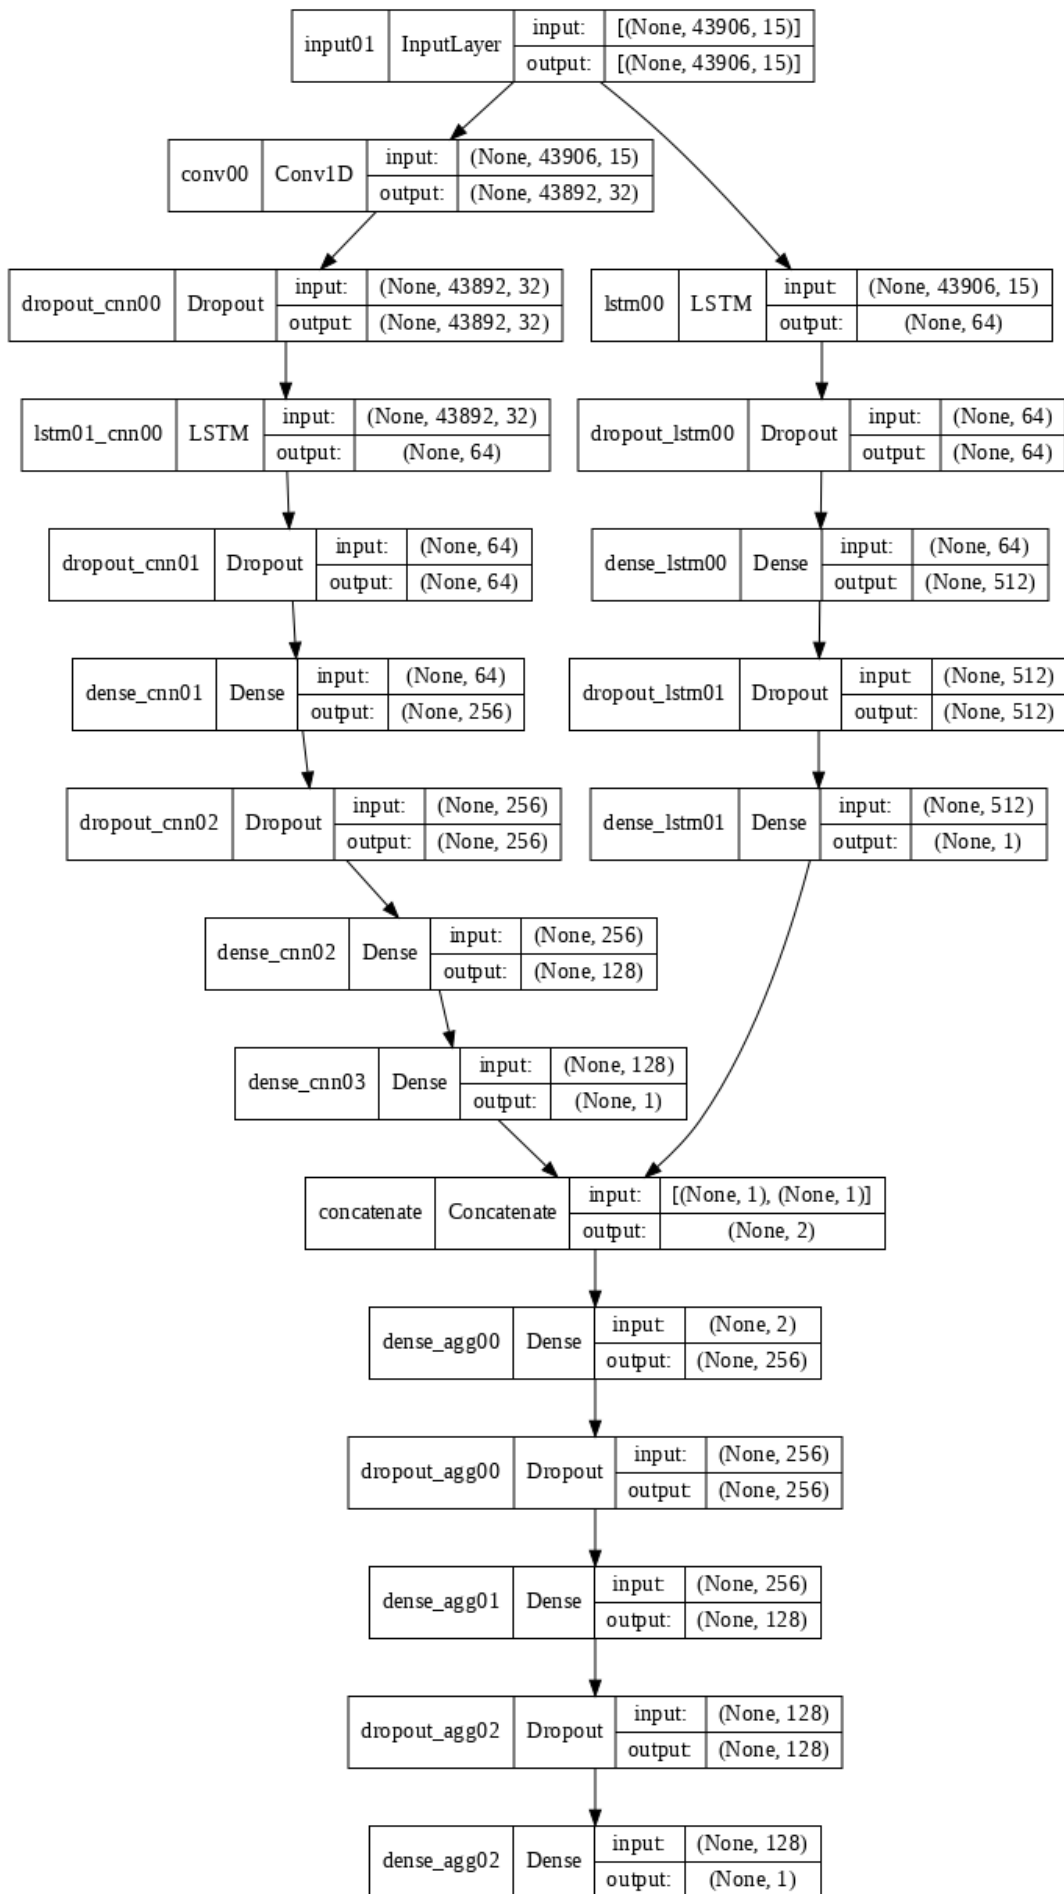 input01 InputLayer input: [(None, 43906, 15)]
output: [(None, 43906, 15)]
conv00 Conv1D input: (None, 43906, 15)
output: (None, 43892, 32)
dropout_cnn00 Dropout input: (None, 43892, 32)
output: (None, 43892, 32)
lstm00 LSTM input: (None, 43906, 15)
output: (None, 64)
lstm01_cnn00 LSTM input: (None, 43892, 32)
output: (None, 64)
dropout_lstm00 Dropout input: (None, 64)
output: (None, 64)
dropout_cnn01 Dropout input: (None, 64)
output: (None, 64)
dense_lstm00 Dense input: (None, 64)
output: (None, 512)
dense_cnn01 Dense input: (None, 64)
output: (None, 256)
dropout_lstm01 Dropout input: (None, 512)
output: (None, 512)
dropout_cnn02 Dropout input: (None, 256)
output: (None, 256)
dense_lstm01 Dense input: (None, 512)
output: (None, 1)
dense_cnn02 Dense input: (None, 256)
output: (None, 128)
dense_cnn03 Dense input: (None, 128)
output: (None, 1)
concatenate Concatenate input: [(None, 1), (None, 1)]
output: (None, 2)
dense_agg00 Dense input: (None, 2)
output: (None, 256)
dropout_agg00 Dropout input: (None, 256)
output: (None, 256)
dense_agg01 Dense input: (None, 256)
output: (None, 128)
dropout_agg02 Dropout input: (None, 128)
output: (None, 128)
dense_agg02 Dense input: (None, 128)
output: (None, 1)